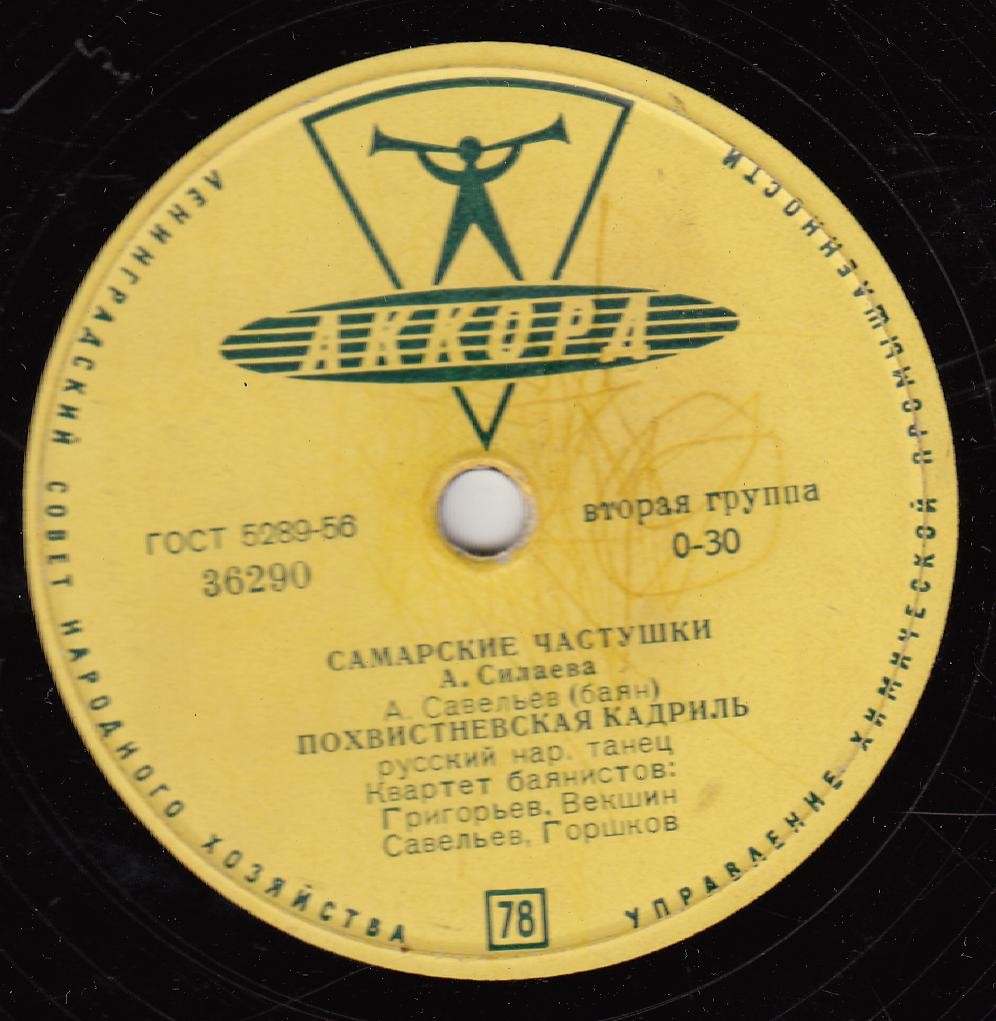 АККОРД
ЛЕНИНГРАДСКИЙ СОВЕТ НАРОДНОГО ХОЗЯЙСТВА
УПРАВЛЕНИЕ ХИМИЧЕСКОЙ ПРОМЫШЛЕННОСТИ
ГОСТ 5289-56
36290
вторая группа
0-30
САМАРСКИЕ ЧАСТУШКИ
А. Силаева
А. Савельев (баян)
ПОХВИСТНЕВСКАЯ КАДРИЛЬ
русский нар. танец
Квартет баянистов:
Григорьев, Векшин
Савельев, Горшков
78